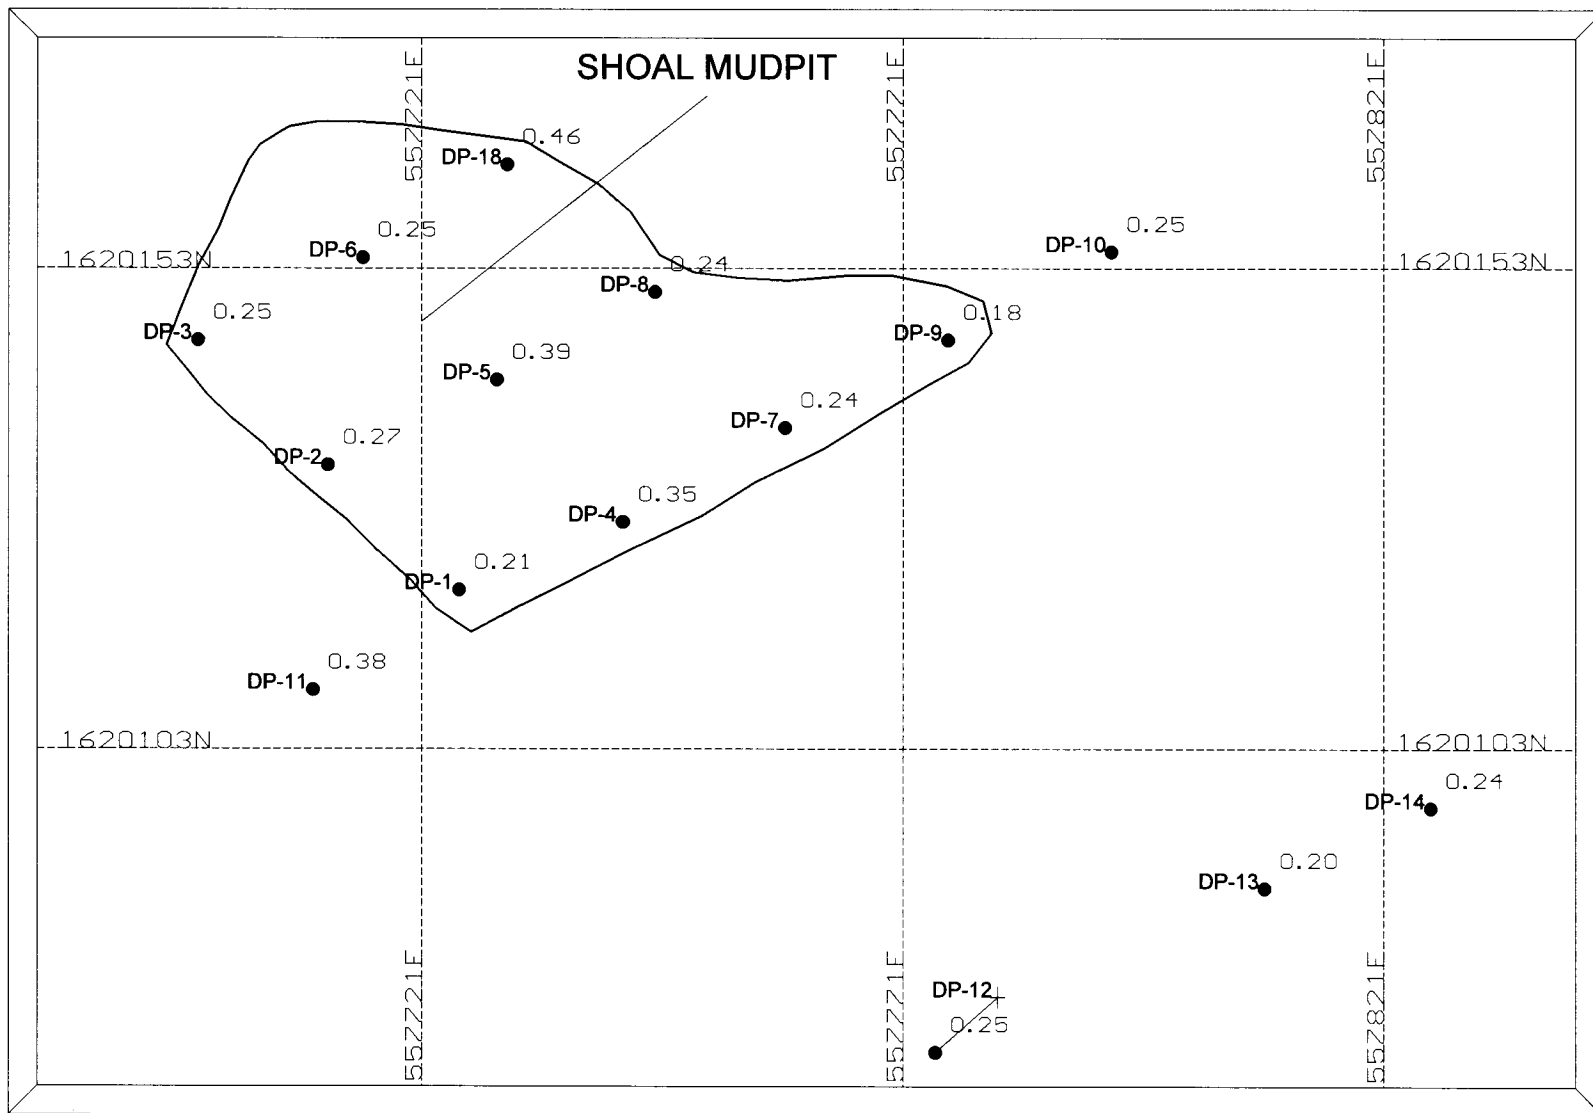 SHOAL MUDPIT
557721E
557771E
557821E
0.46
DP-18
0.25
DP-6
0.25
DP-10
1620153N
0.24
1620153N
DP-8
0.25
DP-3
0.18
DP-9
0.39
DP-5
0.24
DP-7
0.27
DP-2
0.35
DP-4
0.21
DP-1
0.38
DP-11
1620103N
1620103N
0.24
DP-14
0.20
DP-13
DP-12
0.25
557721E
557771E
557821E